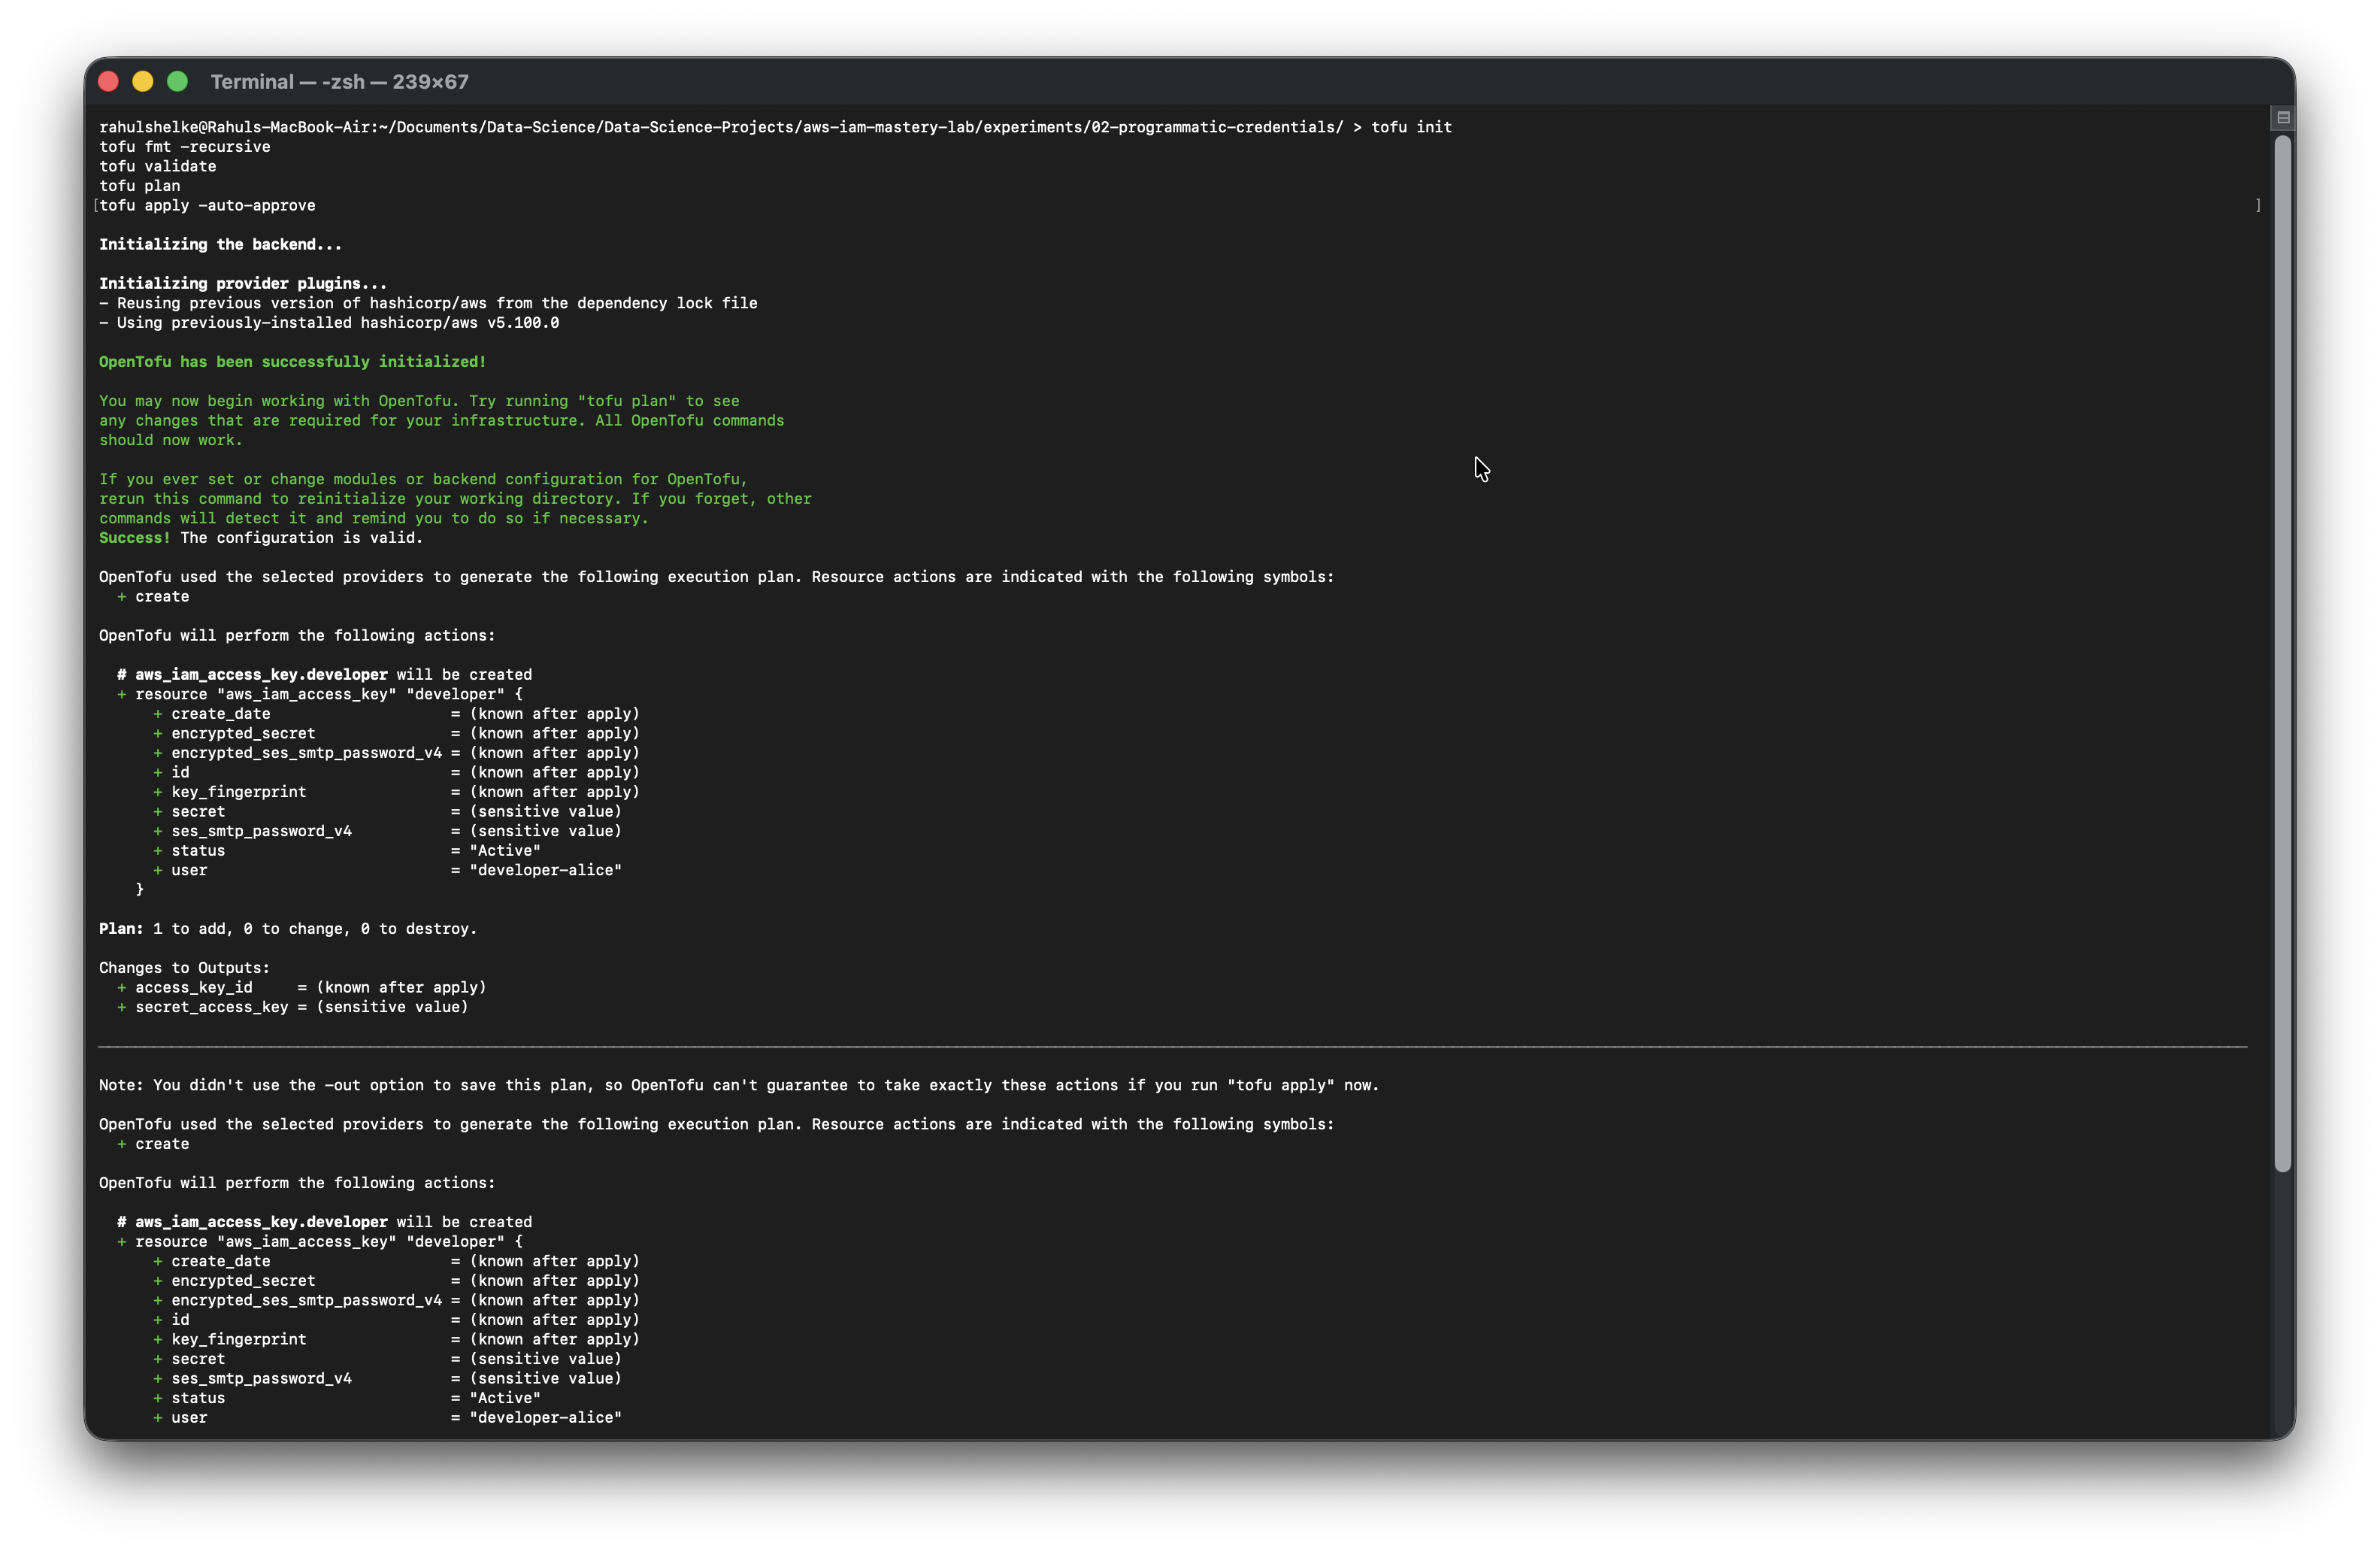 Terminal — -zsh — 239×67
rahulshelke@Rahuls-MacBook-Air:~/Documents/Data-Science/Data-Science-Projects/aws-iam-mastery-lab/experiments/02-programmatic-credentials/ > tofu init
tofu fmt -recursive
tofu validate
tofu plan
[tofu apply -auto-approve ]
Initializing the backend...
Initializing provider plugins...
- Reusing previous version of hashicorp/aws from the dependency lock file
- Using previously-installed hashicorp/aws v5.100.0
OpenTofu has been successfully initialized!
You may now begin working with OpenTofu. Try running "tofu plan" to see
any changes that are required for your infrastructure. All OpenTofu commands
should now work.
If you ever set or change modules or backend configuration for OpenTofu,
rerun this command to reinitialize your working directory. If you forget, other
commands will detect it and remind you to do so if necessary.
Success! The configuration is valid.
OpenTofu used the selected providers to generate the following execution plan. Resource actions are indicated with the following symbols:
+ create
OpenTofu will perform the following actions:
# aws_iam_access_key.developer will be created
+ resource "aws_iam_access_key" "developer" {
+ create_date = (known after apply)
+ encrypted_secret = (known after apply)
+ encrypted_ses_smtp_password_v4 = (known after apply)
+ id = (known after apply)
+ key_fingerprint = (known after apply)
+ secret = (sensitive value)
+ ses_smtp_password_v4 = (sensitive value)
+ status = "Active"
+ user = "developer-alice"
}
Plan: 1 to add, 0 to change, 0 to destroy.
Changes to Outputs:
+ access_key_id = (known after apply)
+ secret_access_key = (sensitive value)
Note: You didn't use the -out option to save this plan, so OpenTofu can't guarantee to take exactly these actions if you run "tofu apply" now.
OpenTofu used the selected providers to generate the following execution plan. Resource actions are indicated with the following symbols:
+ create
OpenTofu will perform the following actions:
# aws_iam_access_key.developer will be created
+ resource "aws_iam_access_key" "developer" {
+ create_date = (known after apply)
+ encrypted_secret = (known after apply)
+ encrypted_ses_smtp_password_v4 = (known after apply)
+ id = (known after apply)
+ key_fingerprint = (known after apply)
+ secret = (sensitive value)
+ ses_smtp_password_v4 = (sensitive value)
+ status = "Active"
+ user = "developer-alice"